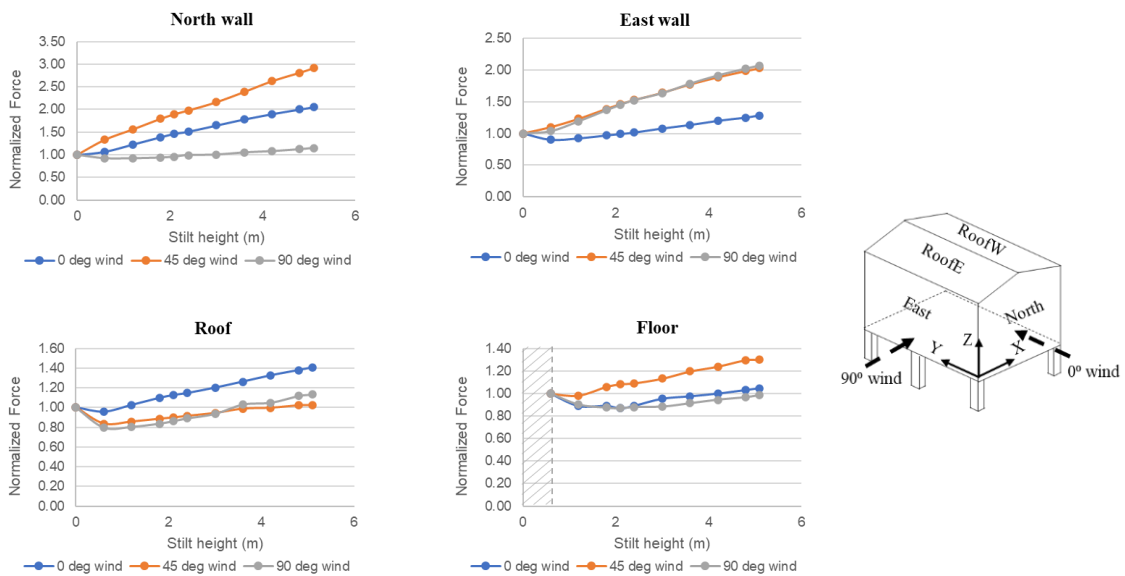 North wall
3.50
3.00
2.50
2.00
1.50
1.00
0.50
0.00
Normalized Force
0 2 4 6
Stilt height (m)
0 deg wind 45 deg wind 90 deg wind
East wall
2.50
2.00
1.50
1.00
0.50
0.00
Normalized Force
0 2 4 6
Stilt height (m)
0 deg wind 45 deg wind 90 deg wind
Roof
1.60
1.40
1.20
1.00
0.80
0.60
0.40
0.20
0.00
Normalized Force
0 2 4 6
Stilt height (m)
0 deg wind 45 deg wind 90 deg wind
Floor
1.40
1.20
1.00
0.80
0.60
0.40
0.20
0.00
Normalized Force
0 2 4 6
Stilt height (m)
0 deg wind 45 deg wind 90 deg wind
RoofW
RoofE
East
North
Z
Y
X
90º wind
0º wind